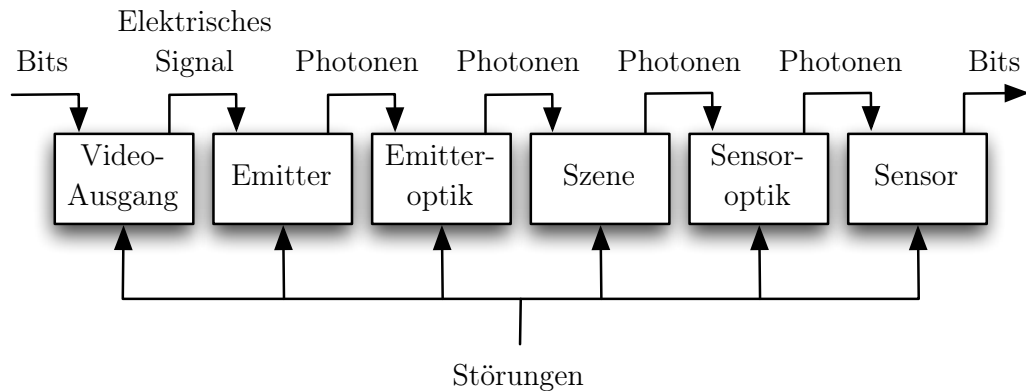 Elektrisches
Bits
Signal
Photonen
Photonen
Photonen
Photonen
Bits
Video-
Ausgang
Emitter
Emitter-
optik
Szene
Sensor-
optik
Sensor
Störungen